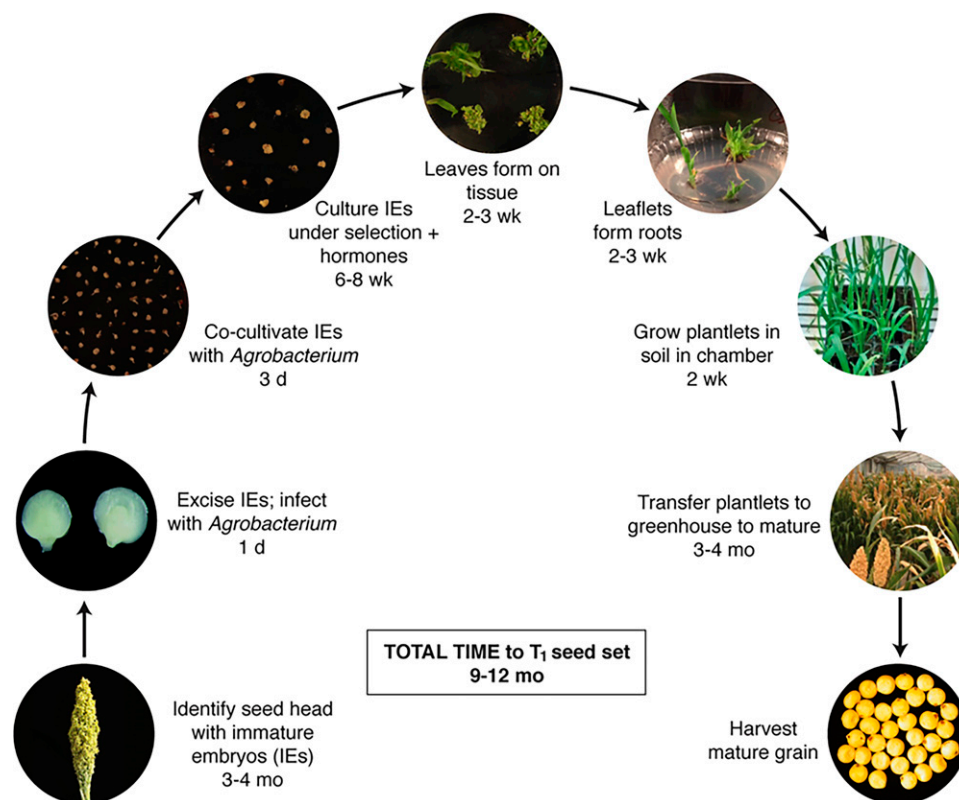 Identify seed head
with immature
embryos (IEs)
3-4 mo
Excise IEs; infect
with Agrobacterium
1 d
Co-cultivate IEs
with Agrobacterium
3 d
Culture IEs
under selection +
hormones
6-8 wk
Leaves form on
tissue
2-3 wk
Leaflets
form roots
2-3 wk
Grow plantlets in
soil in chamber
2 wk
Transfer plantlets to
greenhouse to mature
3-4 mo
Harvest
mature grain
TOTAL TIME to T₁ seed set
9-12 mo